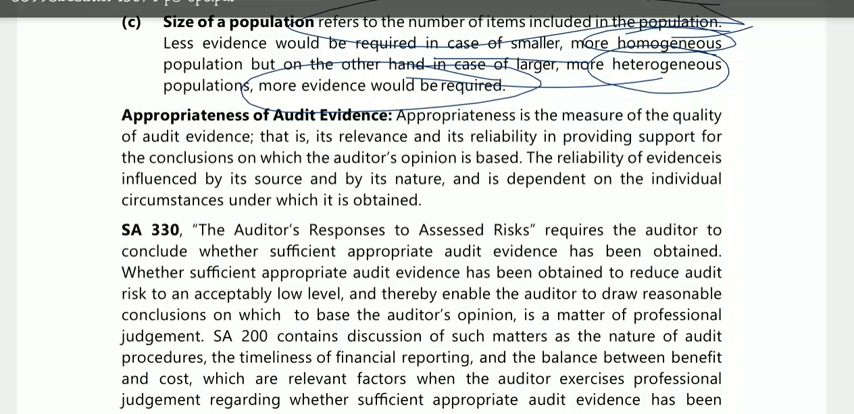 (c) Size of a population refers to the number of items included in the population.
Less evidence would be required in case of smaller, more homogeneous
population but on the other hand in case of larger, more heterogeneous
populations, more evidence would be required.
Appropriateness of Audit Evidence: Appropriateness is the measure of the quality
of audit evidence; that is, its relevance and its reliability in providing support for
the conclusions on which the auditor's opinion is based. The reliability of evidenceis
influenced by its source and by its nature, and is dependent on the individual
circumstances under which it is obtained.
SA 330, "The Auditor's Responses to Assessed Risks" requires the auditor to
conclude whether sufficient appropriate audit evidence has been obtained.
Whether sufficient appropriate audit evidence has been obtained to reduce audit
risk to an acceptably low level, and thereby enable the auditor to draw reasonable
conclusions on which to base the auditor's opinion, is a matter of professional
judgement. SA 200 contains discussion of such matters as the nature of audit
procedures, the timeliness of financial reporting, and the balance between benefit
and cost, which are relevant factors when the auditor exercises professional
judgement regarding whether sufficient appropriate audit evidence has been